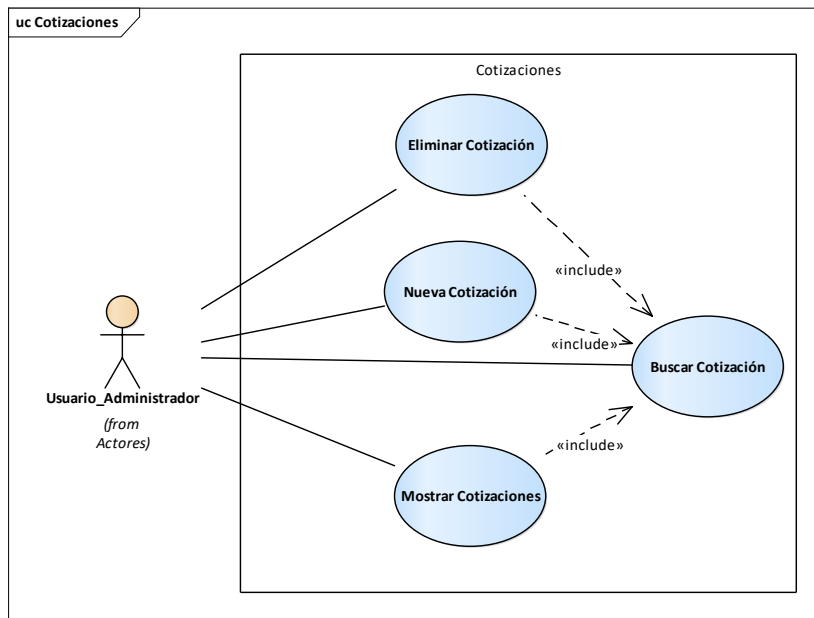 uc Cotizaciones
Cotizaciones
Eliminar Cotización
«include»
Nueva Cotización
«include»
Buscar Cotización
Usuario_Administrador
(from
Actores)
«include»
Mostrar Cotizaciones